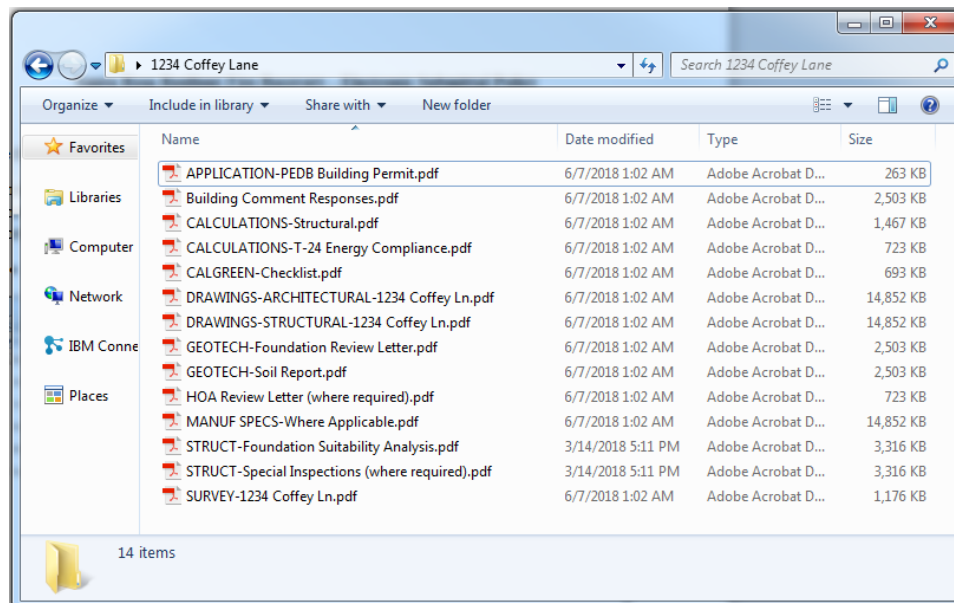 1234 Coffey Lane Search 1234 Coffey Lane
Organize Include in library Share with New folder
Favorites
Libraries
Computer
Network
IBM Conne
Places
Name Date modified Type Size
APPLICATION-PEDB Building Permit.pdf 6/7/2018 1:02 AM Adobe Acrobat D... 263 KB
Building Comment Responses.pdf 6/7/2018 1:02 AM Adobe Acrobat D... 2,503 KB
CALCULATIONS-Structural.pdf 6/7/2018 1:02 AM Adobe Acrobat D... 1,467 KB
CALCULATIONS-T-24 Energy Compliance.pdf 6/7/2018 1:02 AM Adobe Acrobat D... 723 KB
CALGREEN-Checklist.pdf 6/7/2018 1:02 AM Adobe Acrobat D... 693 KB
DRAWINGS-ARCHITECTURAL-1234 Coffey Ln.pdf 6/7/2018 1:02 AM Adobe Acrobat D... 14,852 KB
DRAWINGS-STRUCTURAL-1234 Coffey Ln.pdf 6/7/2018 1:02 AM Adobe Acrobat D... 14,852 KB
GEOTECH-Foundation Review Letter.pdf 6/7/2018 1:02 AM Adobe Acrobat D... 2,503 KB
GEOTECH-Soil Report.pdf 6/7/2018 1:02 AM Adobe Acrobat D... 2,503 KB
HOA Review Letter (where required).pdf 6/7/2018 1:02 AM Adobe Acrobat D... 723 KB
MANUF SPECS-Where Applicable.pdf 6/7/2018 1:02 AM Adobe Acrobat D... 14,852 KB
STRUCT-Foundation Suitability Analysis.pdf 3/14/2018 5:11 PM Adobe Acrobat D... 3,316 KB
STRUCT-Special Inspections (where required).pdf 3/14/2018 5:11 PM Adobe Acrobat D... 3,316 KB
SURVEY-1234 Coffey Ln.pdf 6/7/2018 1:02 AM Adobe Acrobat D... 1,176 KB
14 items